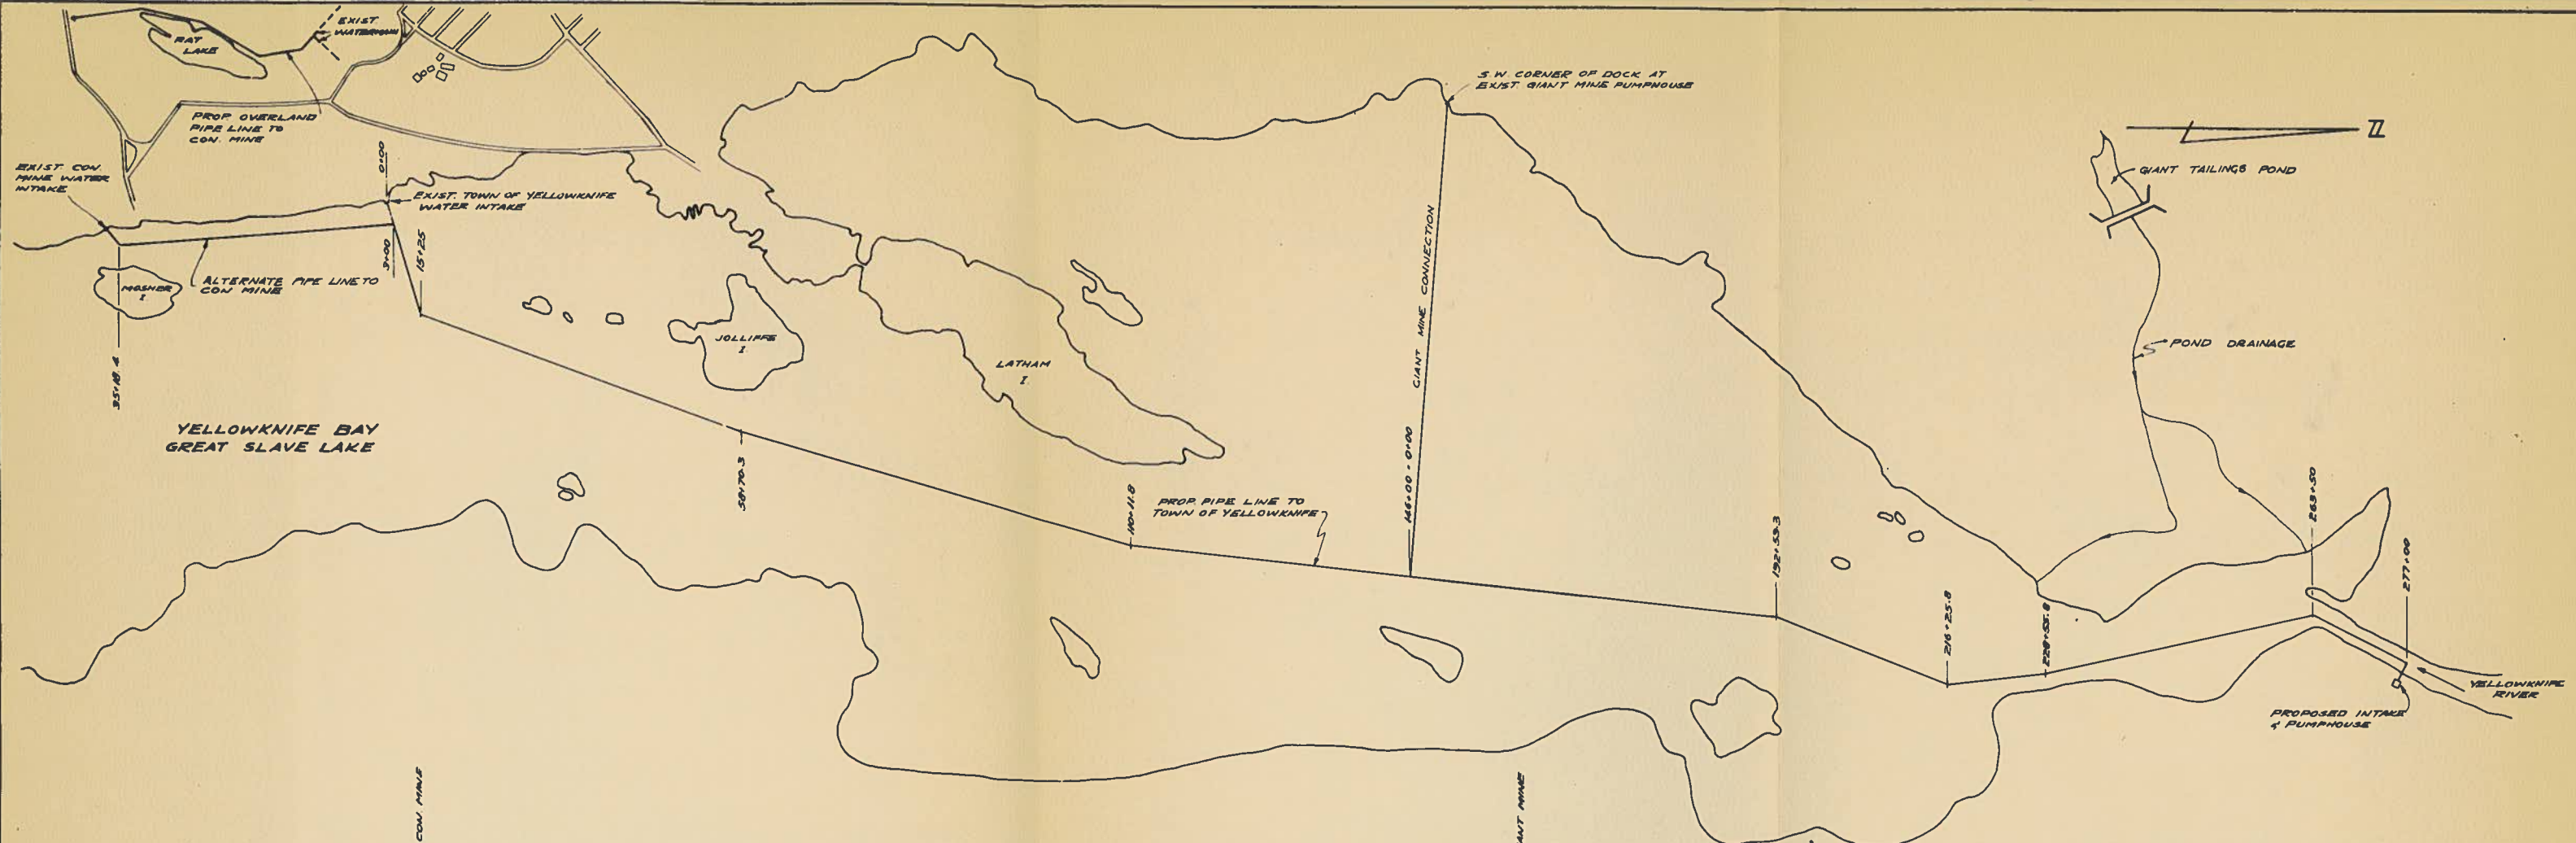 RAT
LAKE
EXIST.
WATERMAIN
PROP. OVERLAND
PIPE LINE TO
CON. MINE
EXIST. CON.
MINE WATER
INTAKE
0+00
EXIST. TOWN OF YELLOWKNIFE
WATER INTAKE
3+00
15+25
MOSHER
I.
ALTERNATE PIPE LINE TO
CON MINE
35+18.4
YELLOWKNIFE BAY
GREAT SLAVE LAKE
JOLLIFFE
I.
LATHAM
I.
58+70.3
110+11.8
PROP. PIPE LINE TO
TOWN OF YELLOWKNIFE
S.W. CORNER OF DOCK AT
EXIST. GIANT MINE PUMPHOUSE
GIANT MINE CONNECTION
146+00 = 0+00
192+59.3
216+25.8
228+55.8
263+50
277+00
N
GIANT TAILINGS POND
POND DRAINAGE
YELLOWKNIFE
RIVER
PROPOSED INTAKE
& PUMPHOUSE
CON. MINE
ANT MINE